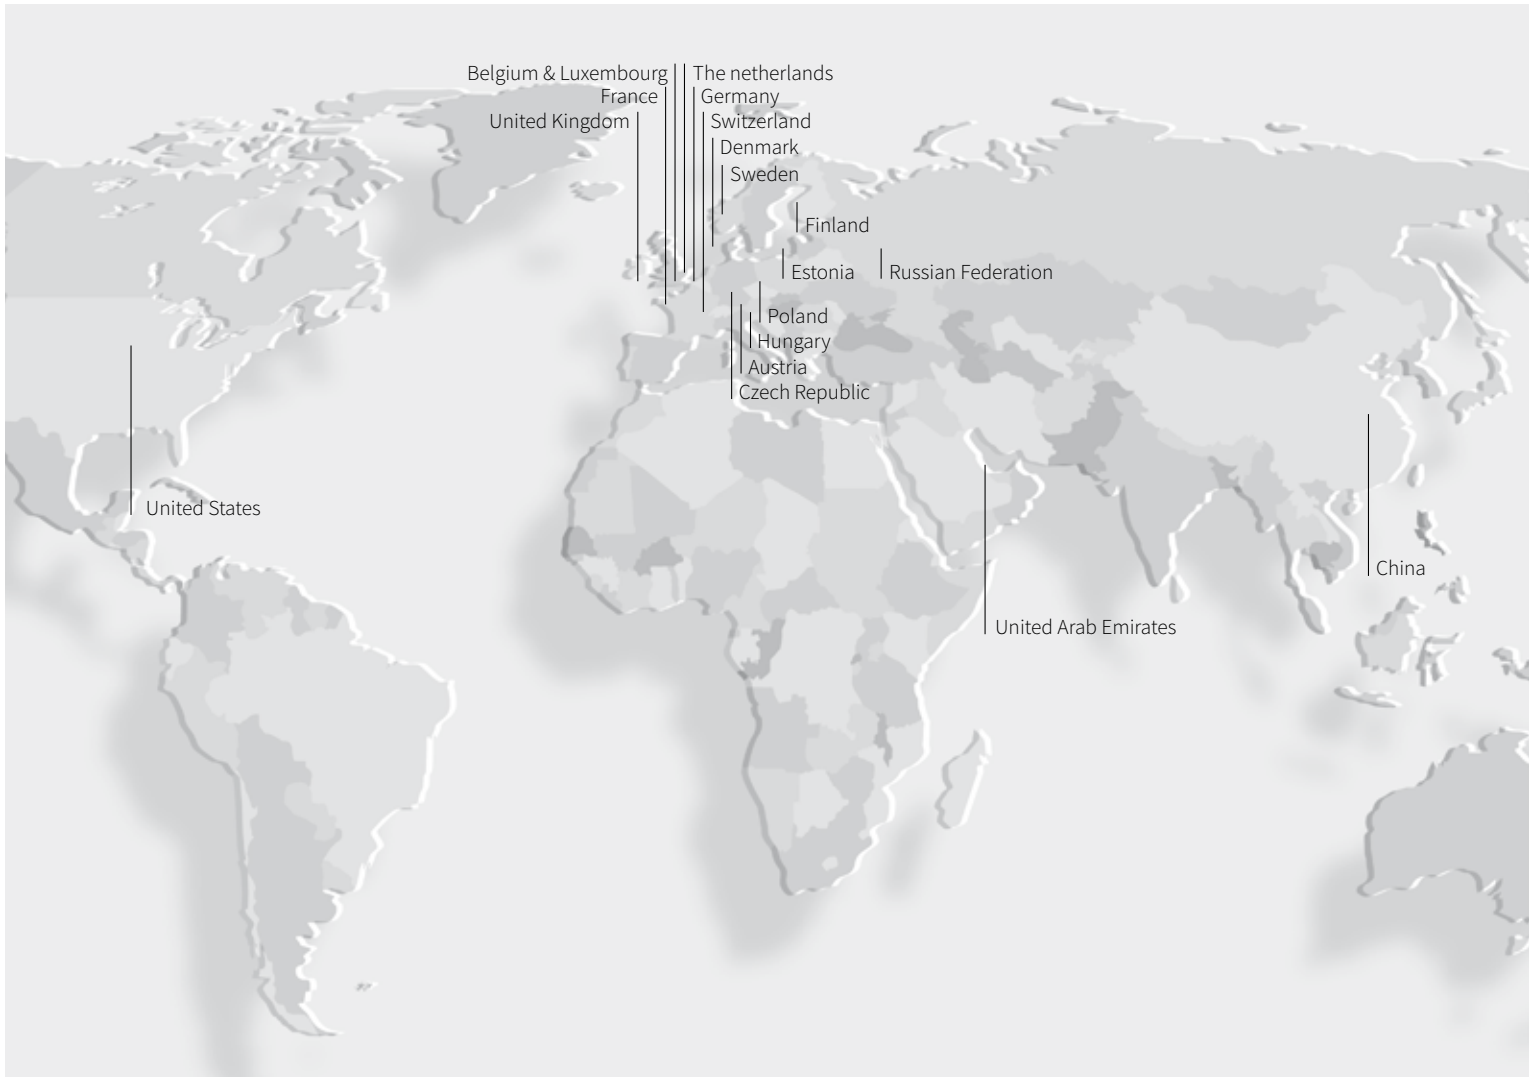 Belgium & Luxembourg
The netherlands
France
Germany
United Kingdom
Switzerland
Denmark
Sweden
Finland
Estonia
Russian Federation
Poland
Hungary
Austria
Czech Republic
United States
China
United Arab Emirates